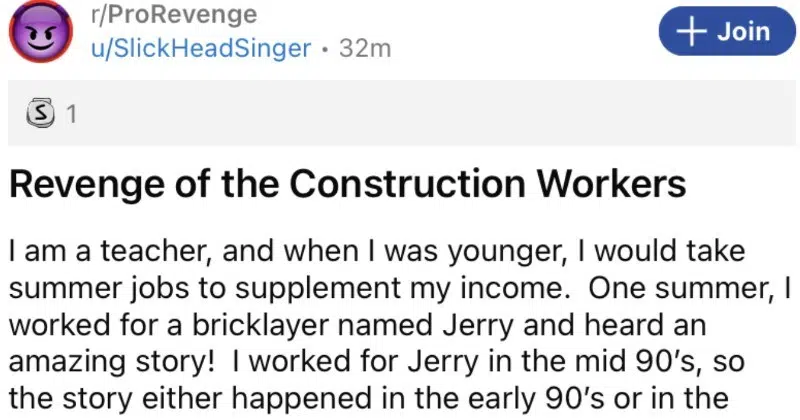 r/ProRevenge
u/SlickHeadSinger • 32m
+ Join
S 1
Revenge of the Construction Workers
I am a teacher, and when I was younger, I would take
summer jobs to supplement my income.  One summer, I
worked for a bricklayer named Jerry and heard an
amazing story!  I worked for Jerry in the mid 90’s, so
the story either happened in the early 90’s or in the